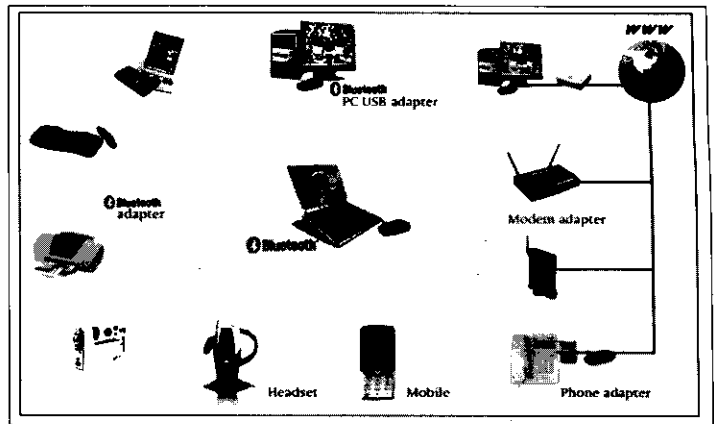 www
Bluetooth
PC USB adapter
Bluetooth
adapter
Modem adapter
Bluetooth
Headset
Mobile
Phone adapter